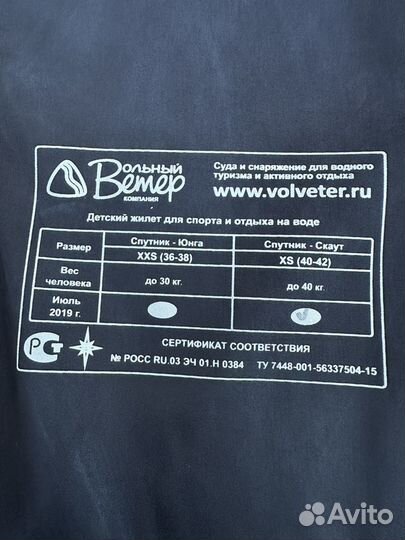 ВОЛЬНЫЙ
Ветер
КОМПАНИЯ
Суда и снаряжение для водного
туризма и активного отдыха
www.volveter.ru
Детский жилет для спорта и отдыха на воде
Размер
Спутник - Юнга
XXS (36-38)
Спутник - Скаут
XS (40-42)
Вес
человека
до 30 кг.
до 40 кг.
Июль
2019 г.
РСТ
СЕРТИФИКАТ СООТВЕТСТВИЯ
№ РОСС RU.03 ЭЧ 01.Н 0384 ТУ 7448-001-56337504-15
Avito